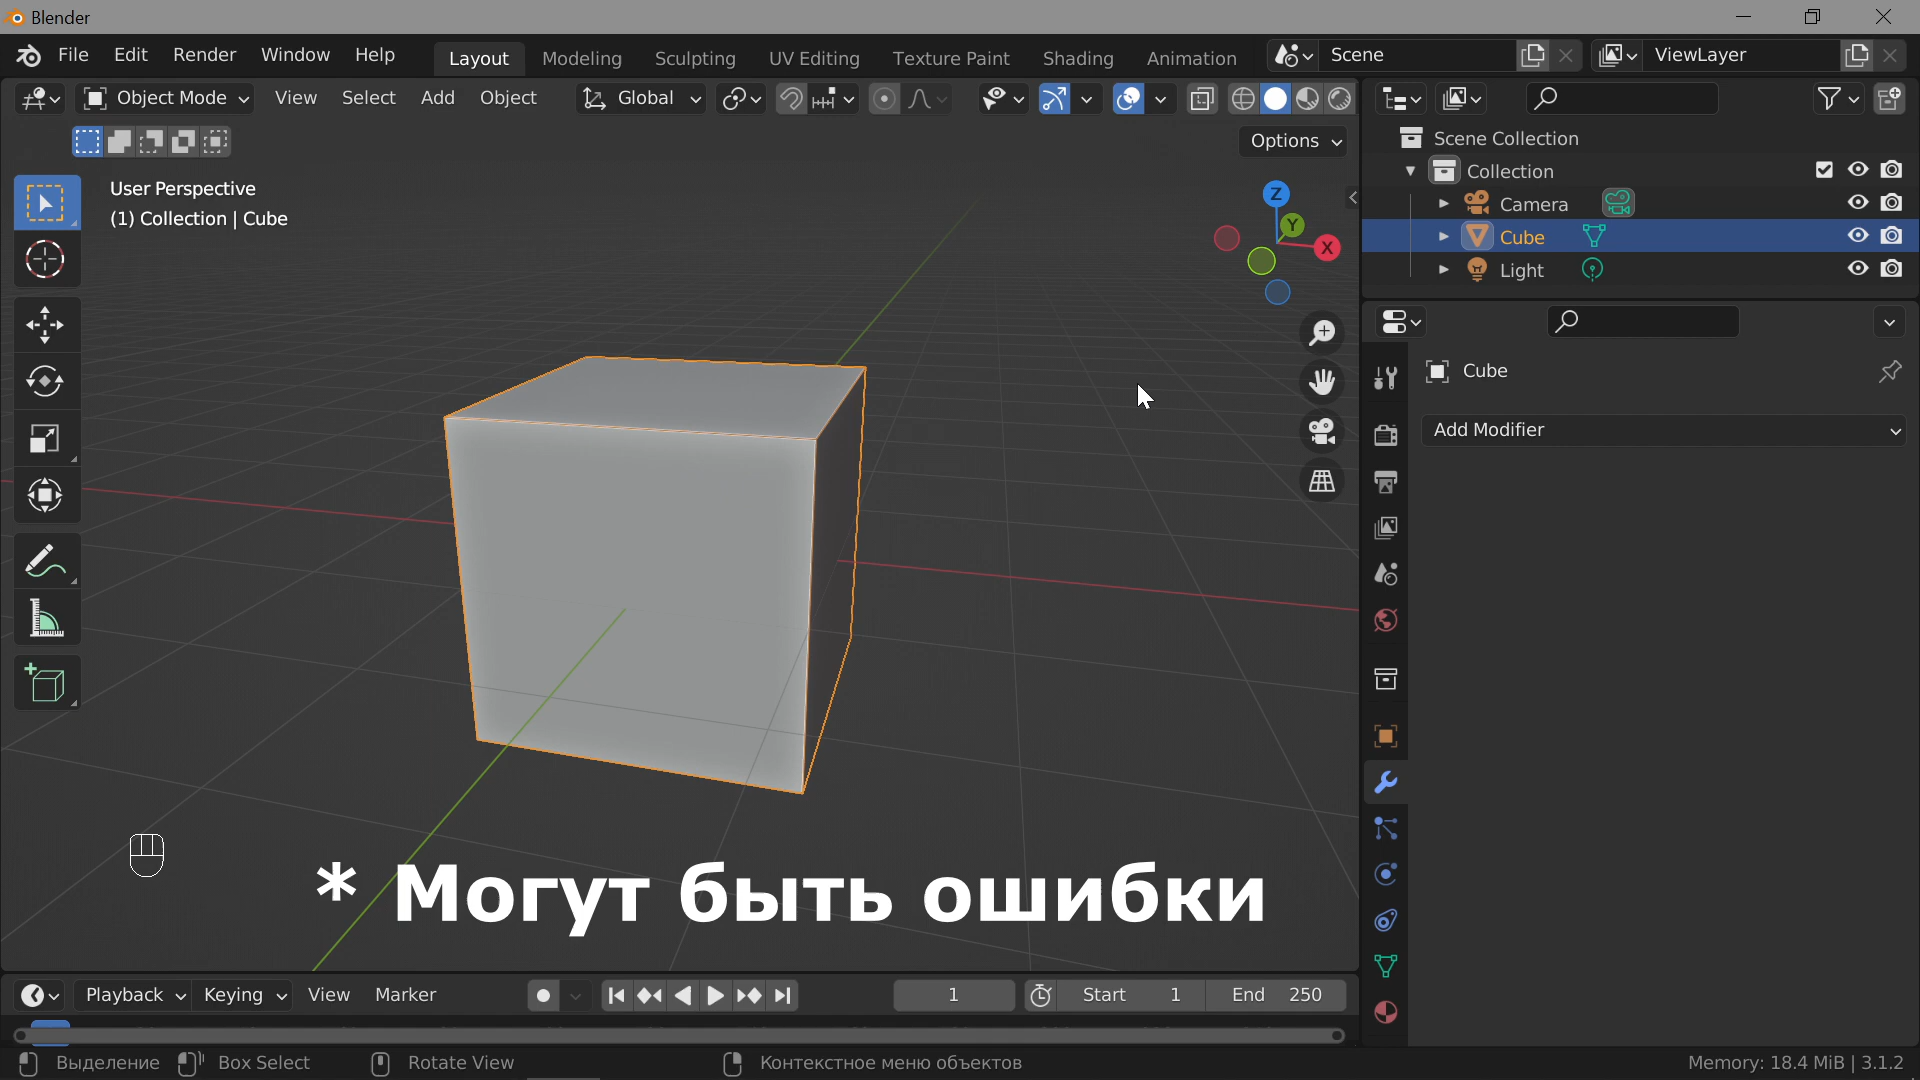 Blender
File Edit Render Window Help Layout Modeling Sculpting UV Editing Texture Paint Shading Animation Scene ViewLayer
Object Mode View Select Add Object Global
Options
User Perspective
(1) Collection | Cube
Z
Y
X
Scene Collection
Collection
Camera
Cube
Light
Cube
Add Modifier
* Могут быть ошибки
Playback Keying View Marker 1 Start 1 End 250
Выделение Box Select Rotate View Контекстное меню объектов Memory: 18.4 MiB | 3.1.2